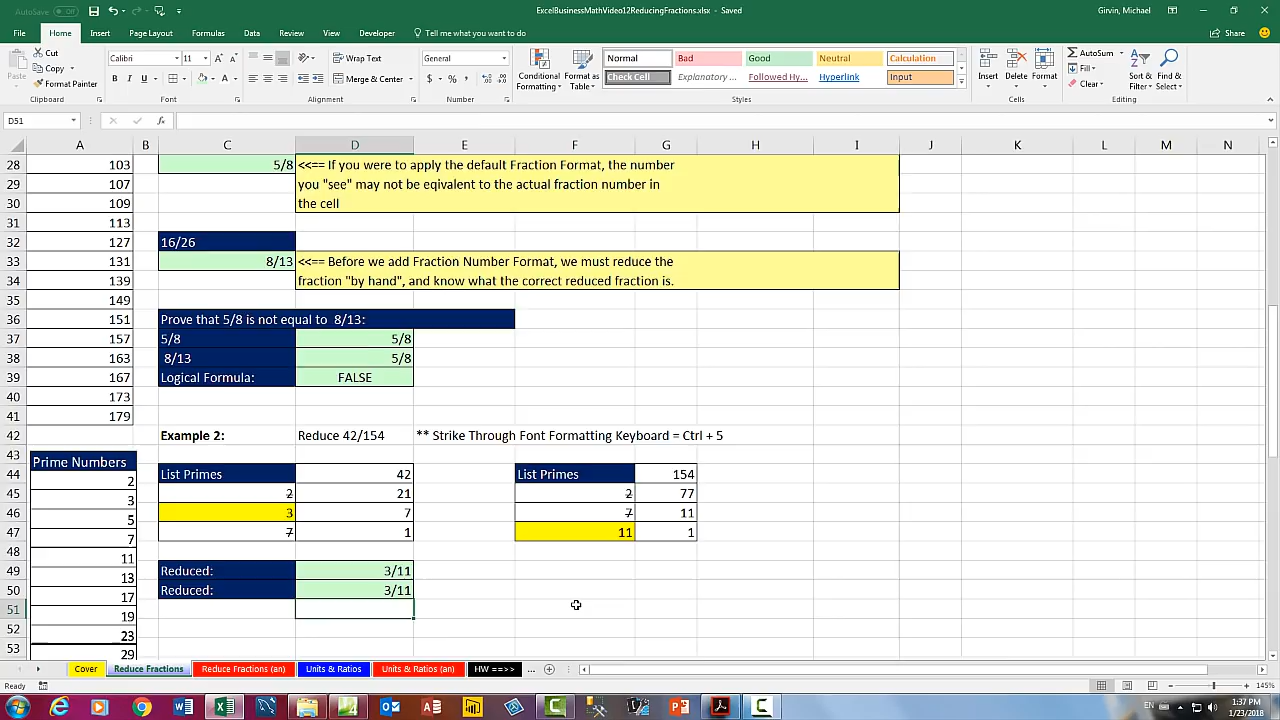 AutoSave Off
ExcelBusinessMathVideo12ReducingFractions.xlsx - Saved
Girvin, Michael
File Home Insert Page Layout Formulas Data Review View Developer Tell me what you want to do Share
Paste Cut Copy Format Painter Clipboard
Calibri 11 B I U Font
Wrap Text Merge & Center Alignment
General $ % , Number
Conditional Formatting Format as Table
Normal Bad Good Neutral Calculation
Check Cell Explanatory ... Followed Hy... Hyperlink Input
Styles
Insert Delete Format Cells
AutoSum Fill Clear Sort & Filter Find & Select Editing
D51 fx
A B C D E F G H I J K L M N
28 103 5/8 <<== If you were to apply the default Fraction Format, the number
29 107 you "see" may not be eqivalent to the actual fraction number in
30 109 the cell
31 113
32 127 16/26
33 131 8/13 <<== Before we add Fraction Number Format, we must reduce the
34 139 fraction "by hand", and know what the correct reduced fraction is.
35 149
36 151 Prove that 5/8 is not equal to 8/13:
37 157 5/8 5/8
38 163 8/13 5/8
39 167 Logical Formula: FALSE
40 173
41 179
42 Example 2: Reduce 42/154 ** Strike Through Font Formatting Keyboard = Ctrl + 5
43 Prime Numbers
44 2 List Primes 42 List Primes 154
45 3 2 21 2 77
46 5 3 7 7 11
47 7 7 1 11 1
48 11
49 13 Reduced: 3/11
50 17 Reduced: 3/11
51 19
52 23
53 29
Cover Reduce Fractions Reduce Fractions (an) Units & Ratios Units & Ratios (an) HW ==>> ...
Ready 145%
EN 1:37 PM
1/23/2018